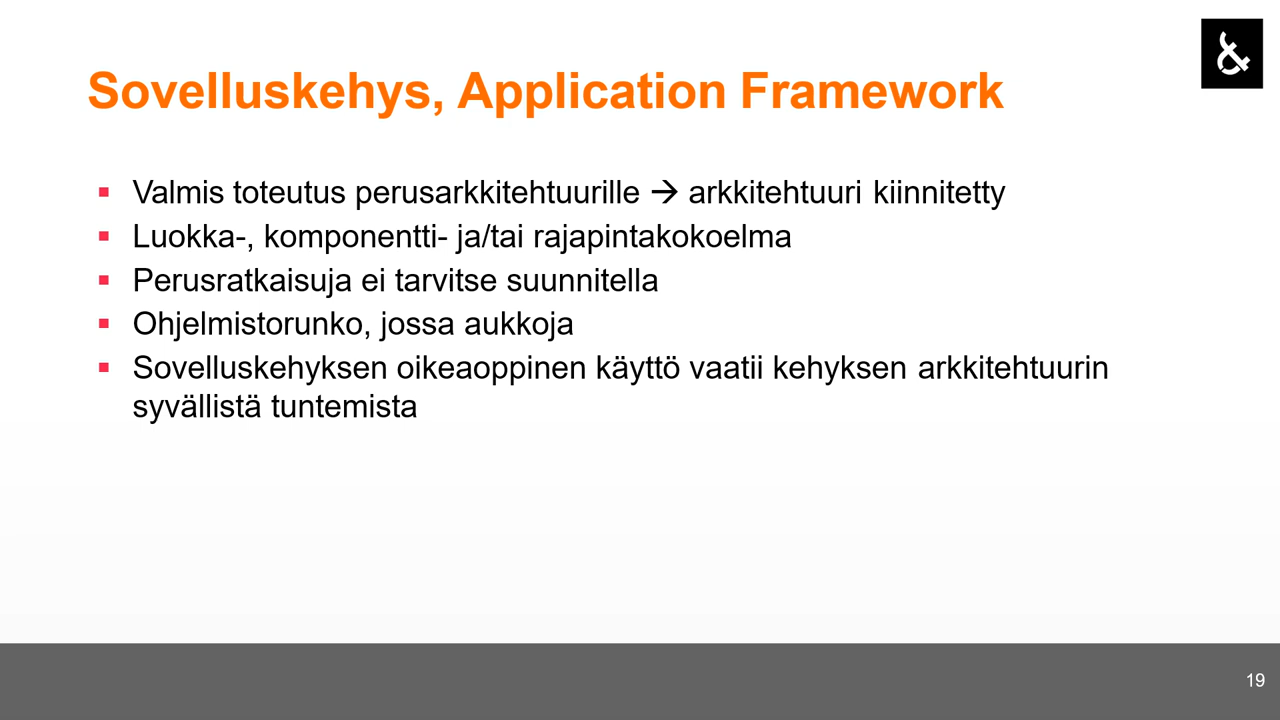 Sovelluskehys, Application Framework
&
▪ Valmis toteutus perusarkkitehtuurille → arkkitehtuuri kiinnitetty
▪ Luokka-, komponentti- ja/tai rajapintakokoelma
▪ Perusratkaisuja ei tarvitse suunnitella
▪ Ohjelmistorunko, jossa aukkoja
▪ Sovelluskehyksen oikeaoppinen käyttö vaatii kehyksen arkkitehtuurin
syvällistä tuntemista
19